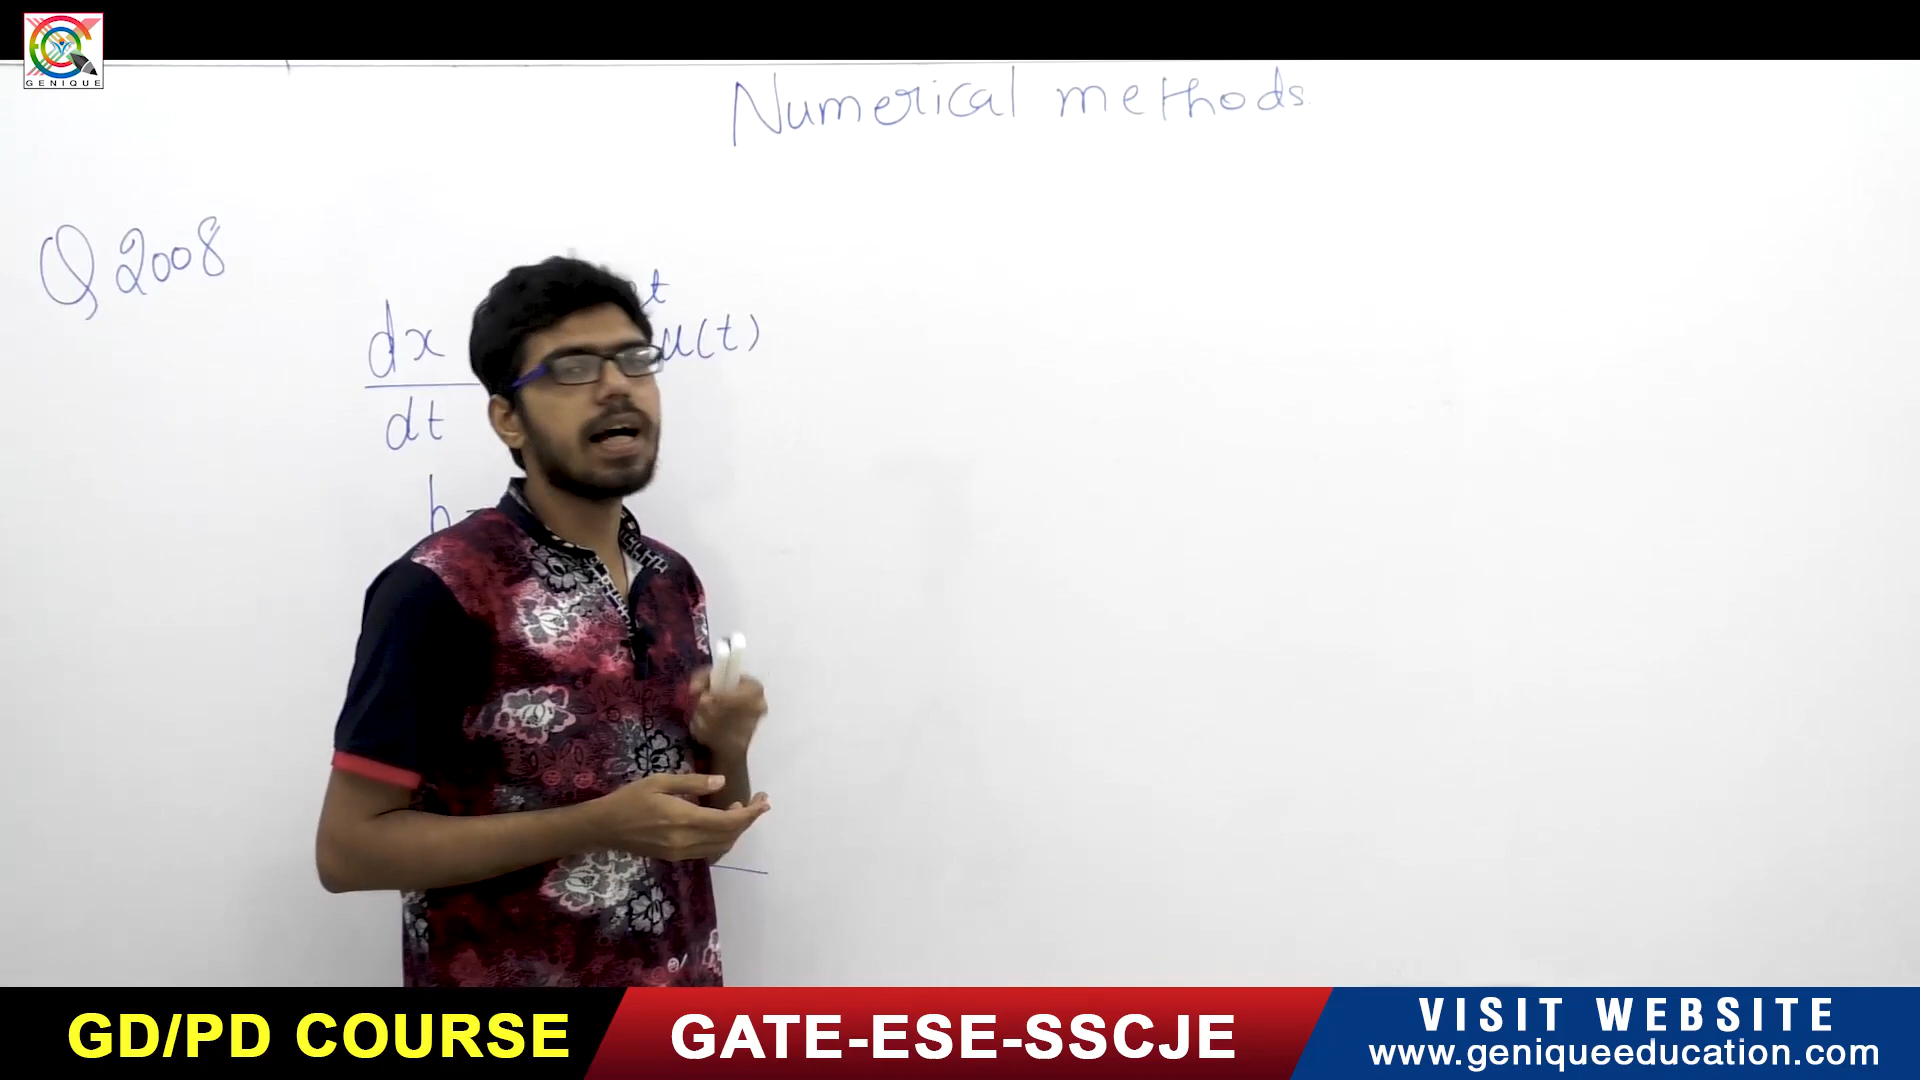 GENIQUE
Numerical methods
Q 2008
t
dx u(t)
dt
h
GD/PD COURSE
GATE-ESE-SSCJE
VISIT WEBSITE
www.geniqueeducation.com